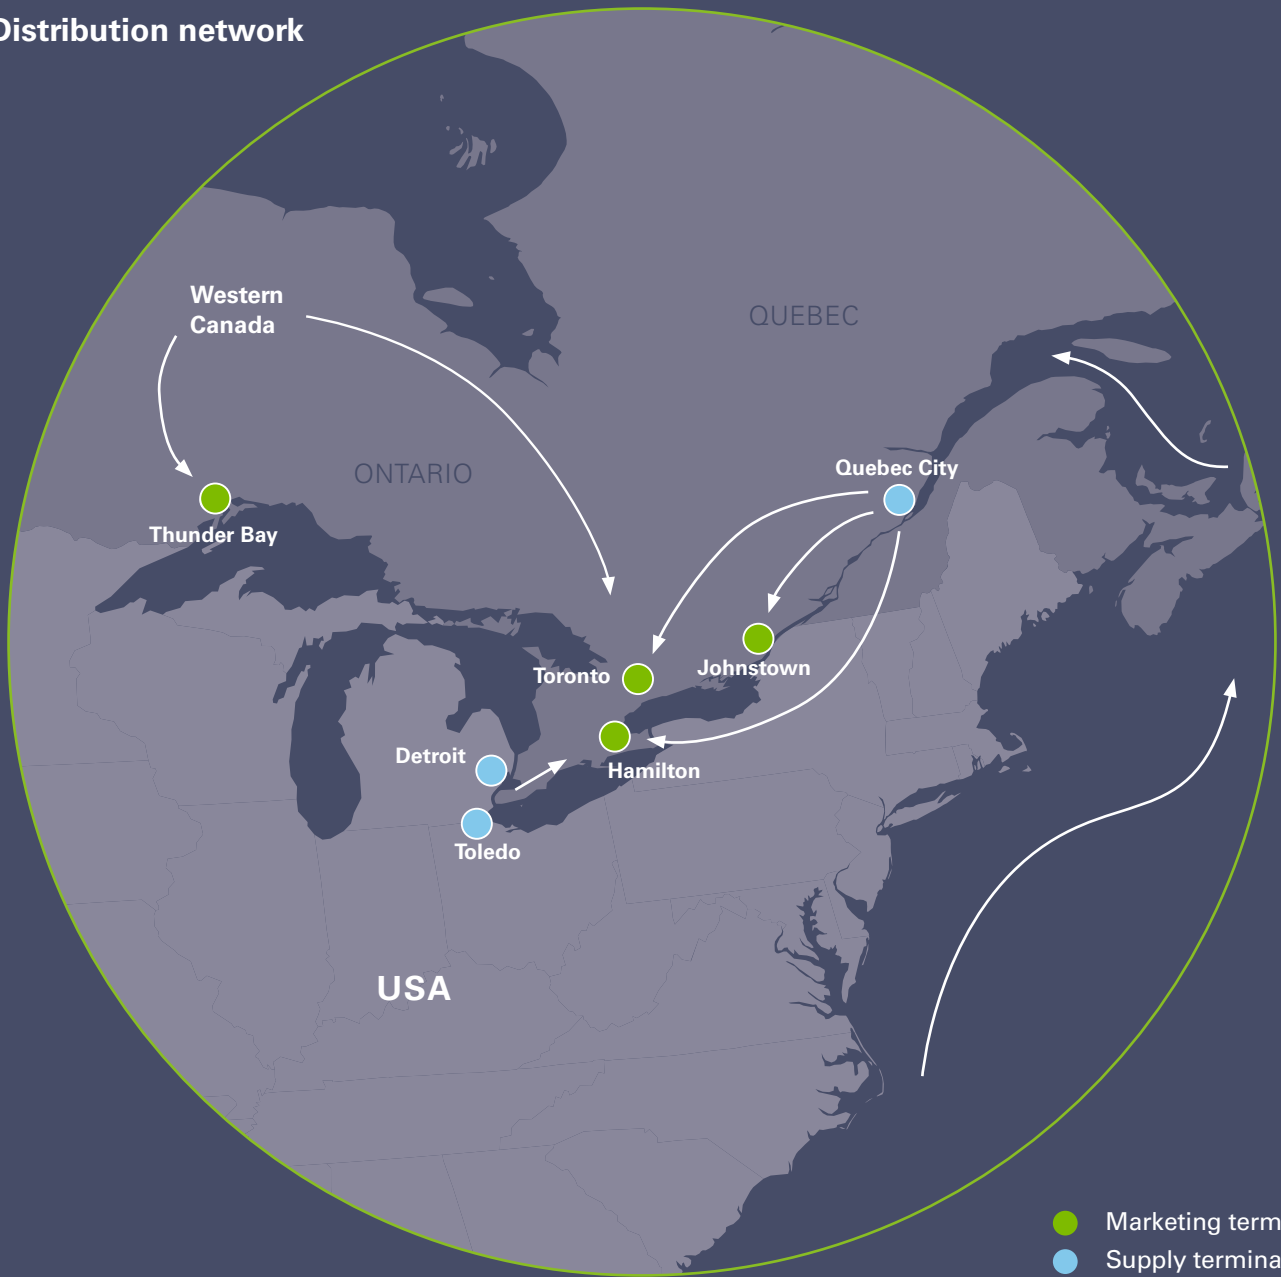 Distribution network
Western
Canada
QUEBEC
ONTARIO
Quebec City
Thunder Bay
Johnstown
Toronto
Detroit
Hamilton
Toledo
USA
Marketing term
Supply termina